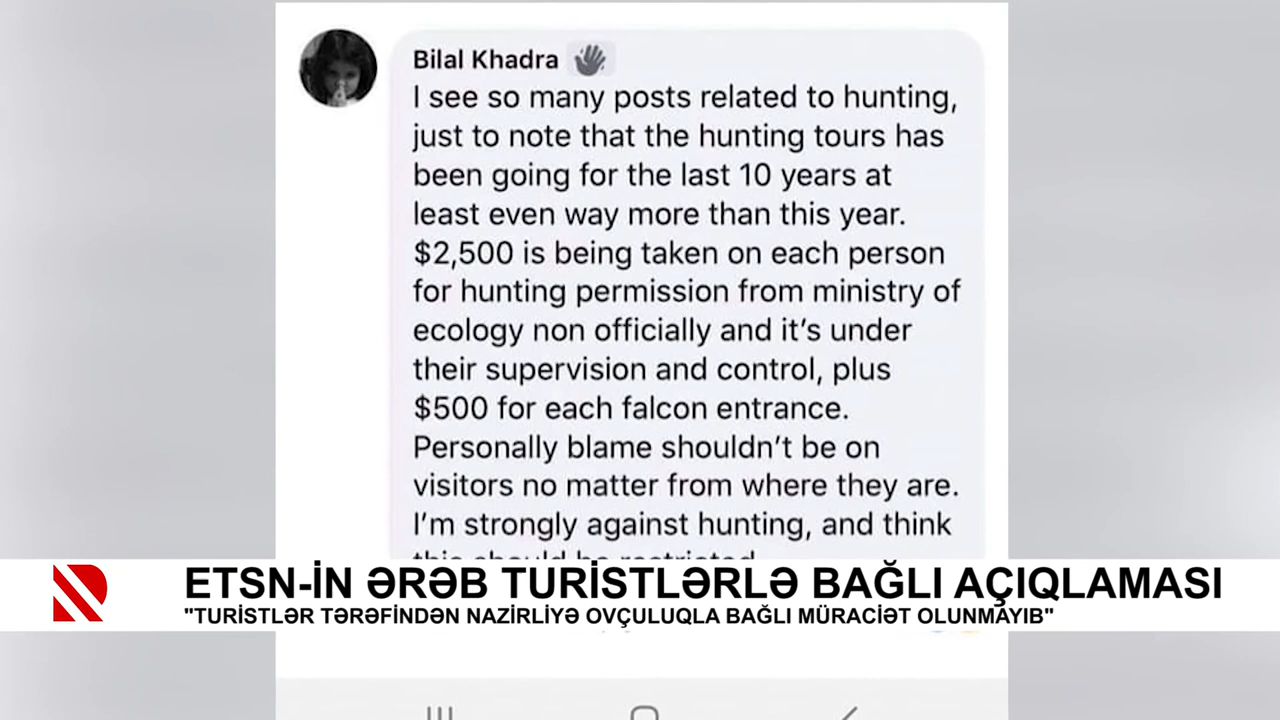 Bilal Khadra
I see so many posts related to hunting,
just to note that the hunting tours has
been going for the last 10 years at
least even way more than this year.
$2,500 is being taken on each person
for hunting permission from ministry of
ecology non officially and it's under
their supervision and control, plus
$500 for each falcon entrance.
Personally blame shouldn't be on
visitors no matter from where they are.
I'm strongly against hunting, and think
this should be restricted
ETSN-İN ƏRƏB TURİSTLƏRLƏ BAĞLI AÇIQLAMASI
"TURİSTLƏR TƏRƏFİNDƏN NAZİRLİYƏ OVÇULUQLA BAĞLI MÜRACİƏT OLUNMAYIB"